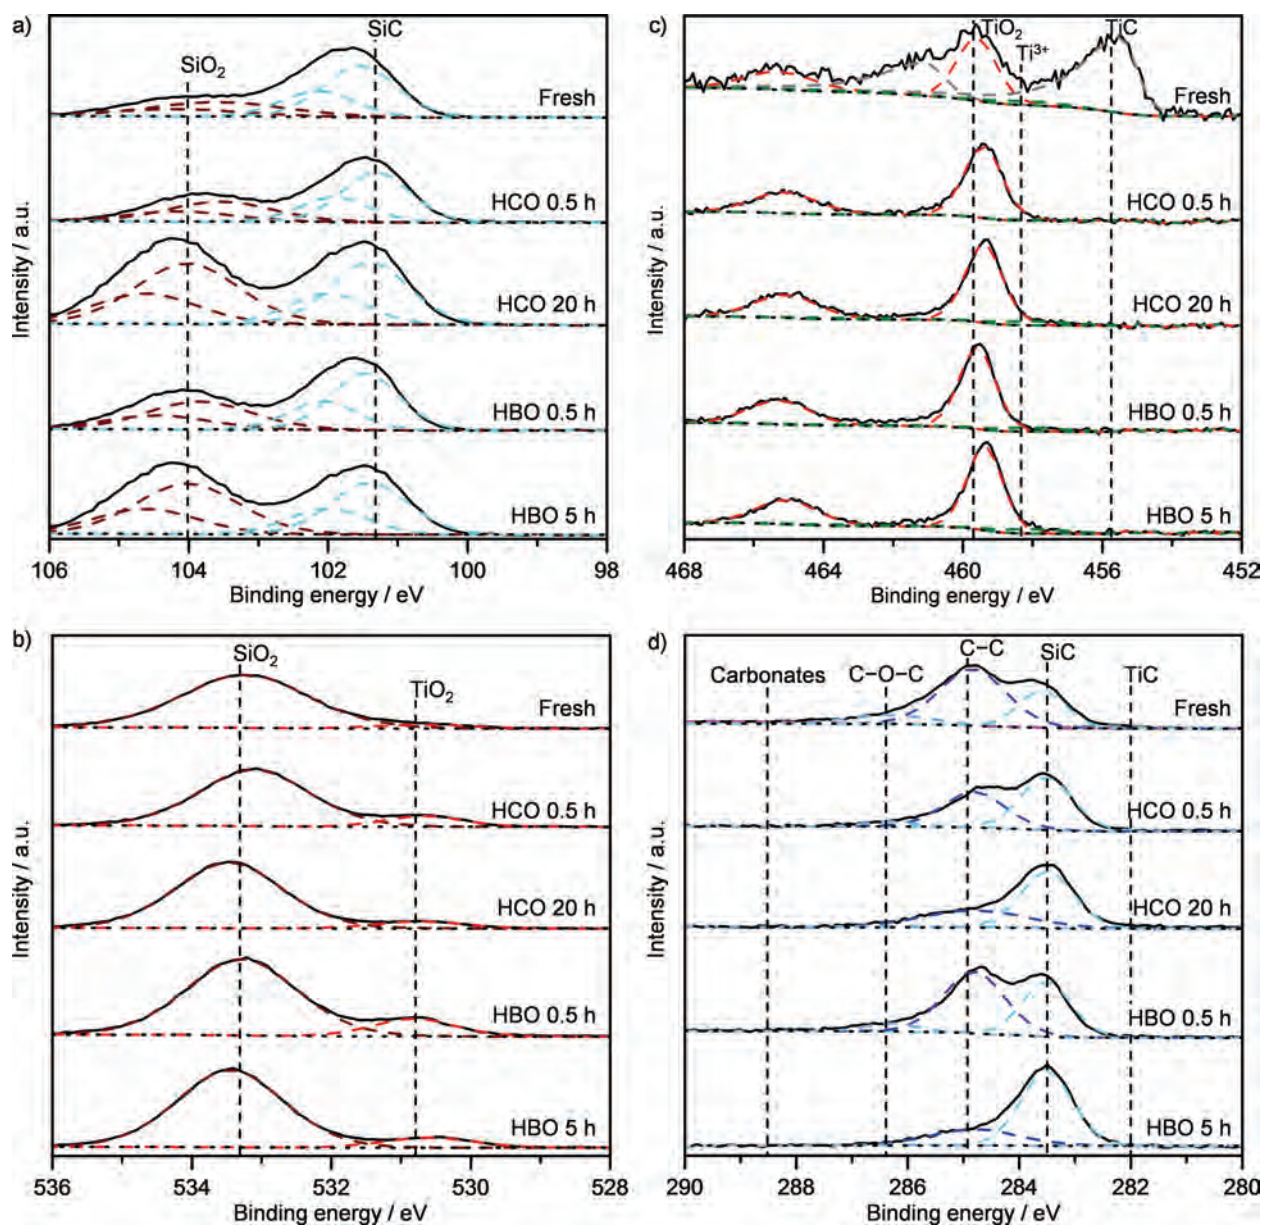 a)
SiO₂
SiC
Fresh
HCO 0.5 h
HCO 20 h
HBO 0.5 h
HBO 5 h
Intensity / a.u.
106 104 102 100 98
Binding energy / eV
c)
TiO₂
Ti³⁺
TiC
Fresh
HCO 0.5 h
HCO 20 h
HBO 0.5 h
HBO 5 h
Intensity / a.u.
468 464 460 456 452
Binding energy / eV
b)
SiO₂
TiO₂
Fresh
HCO 0.5 h
HCO 20 h
HBO 0.5 h
HBO 5 h
Intensity / a.u.
536 534 532 530 528
Binding energy / eV
d)
Carbonates
C−O−C
C−C
SiC
TiC
Fresh
HCO 0.5 h
HCO 20 h
HBO 0.5 h
HBO 5 h
Intensity / a.u.
290 288 286 284 282 280
Binding energy / eV